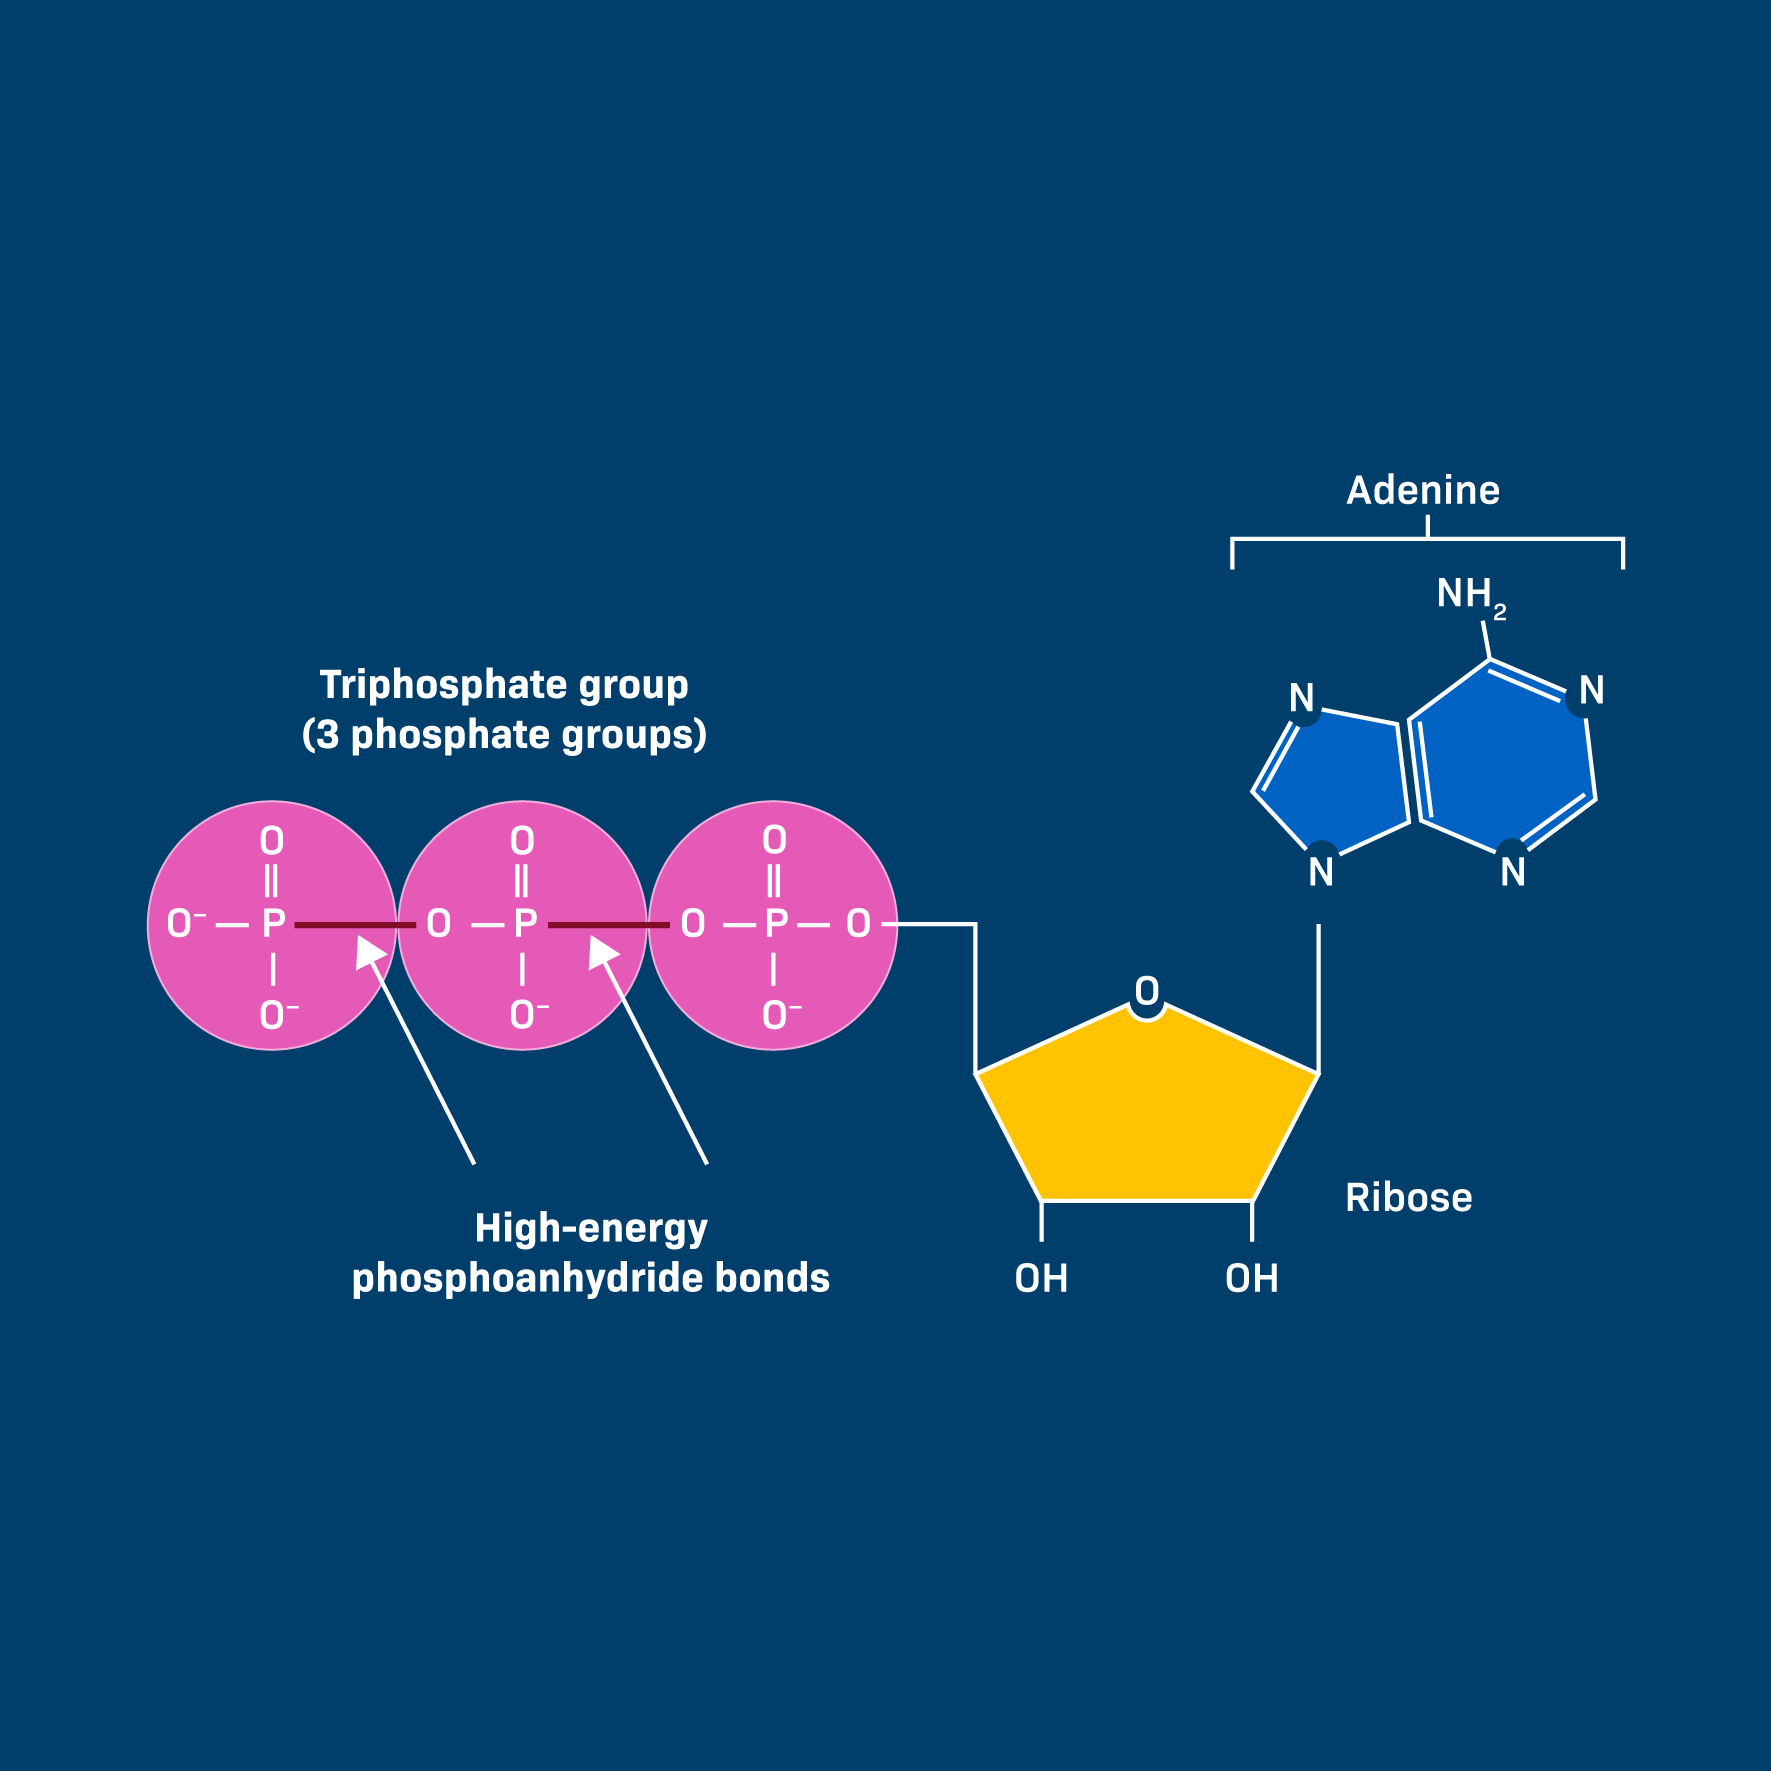 Adenine
NH₂
N
N
N
N
Triphosphate group
(3 phosphate groups)
O O O
O⁻ P O P O P O
O⁻ O⁻ O⁻
O
Ribose
High-energy
phosphoanhydride bonds
OH OH